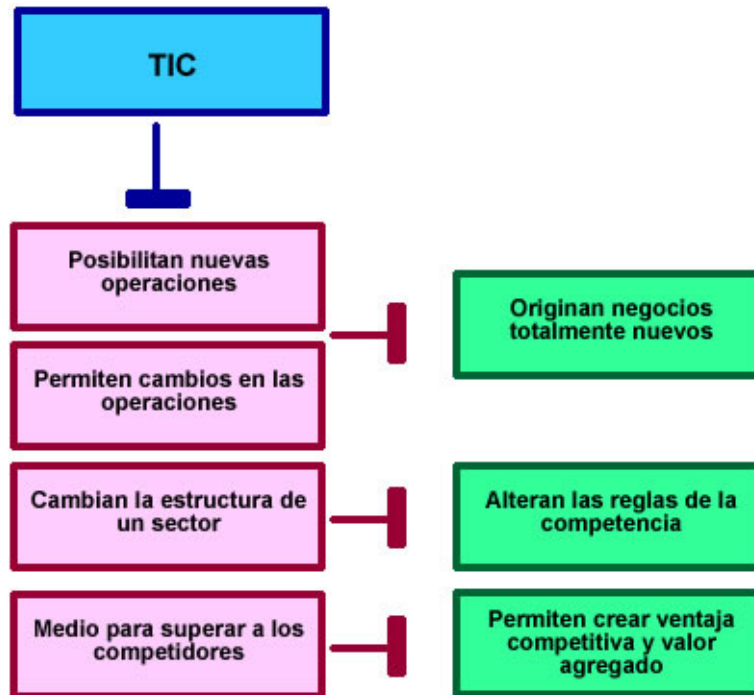 TIC
Posibilitan nuevas
operaciones
Originan negocios
totalmente nuevos
Permiten cambios en las
operaciones
Cambian la estructura de
un sector
Alteran las reglas de la
competencia
Medio para superar a los
competidores
Permiten crear ventaja
competitiva y valor
agregado